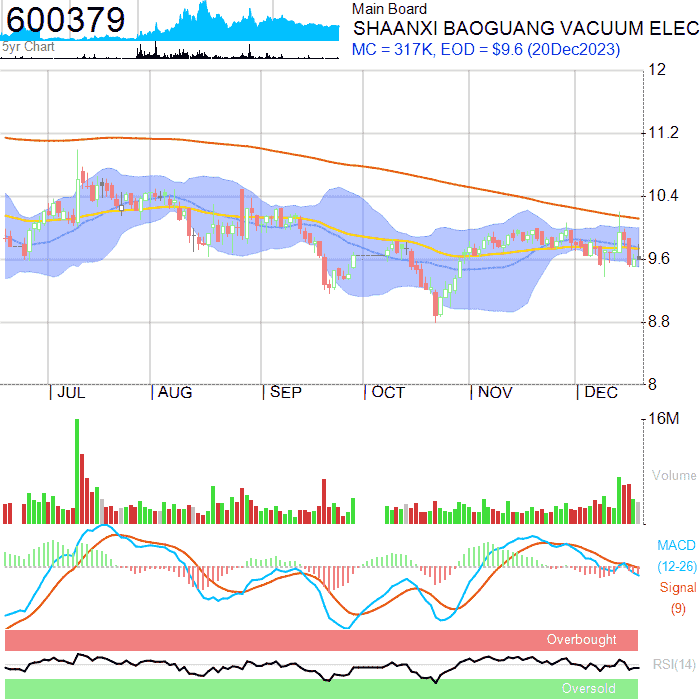 600379
5yr Chart
Main Board
SHAANXI BAOGUANG VACUUM ELEC
MC = 317K, EOD = $9.6 (20Dec2023)
12
11.2
10.4
9.6
8.8
8
| JUL | AUG | SEP | OCT | NOV | DEC
16M
Volume
MACD
(12-26)
Signal
(9)
Overbought
RSI(14)
Oversold